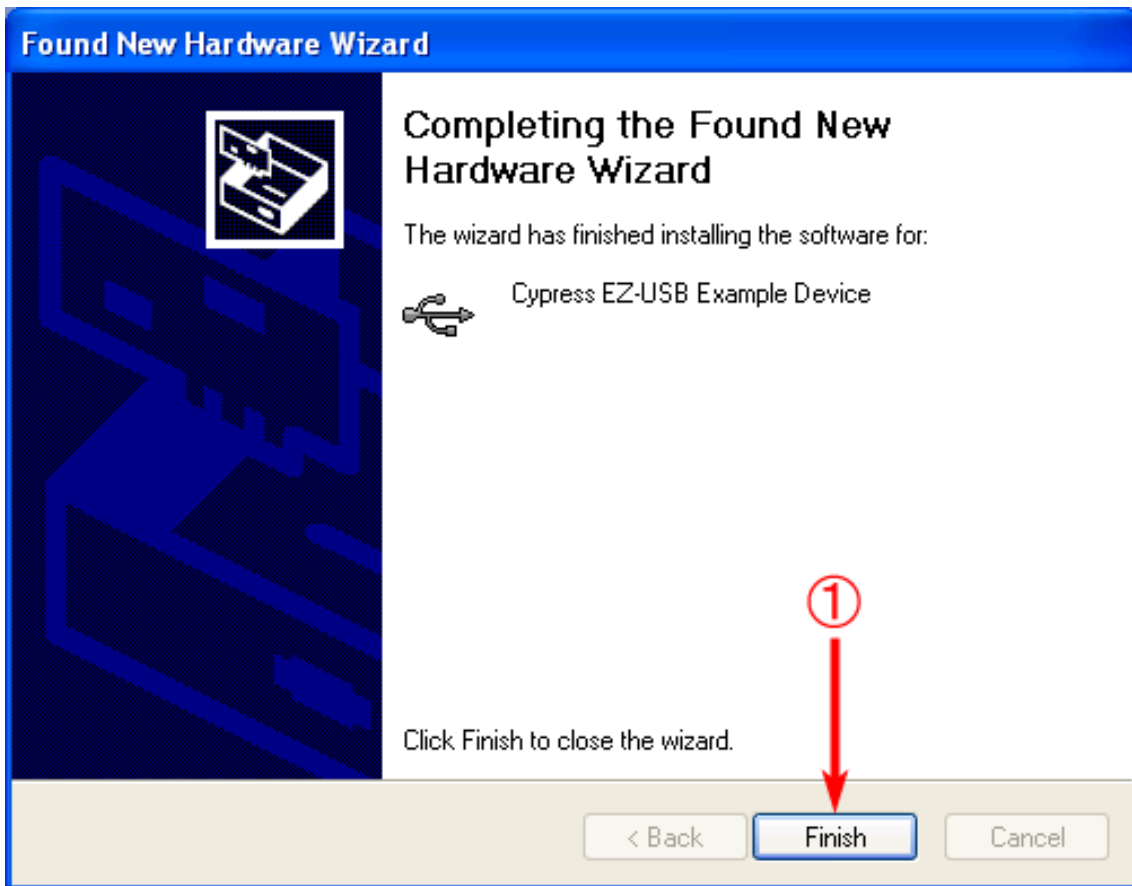 Found New Hardware Wizard
Completing the Found New
Hardware Wizard
The wizard has finished installing the software for:
Cypress EZ-USB Example Device
①
Click Finish to close the wizard.
< Back Finish Cancel